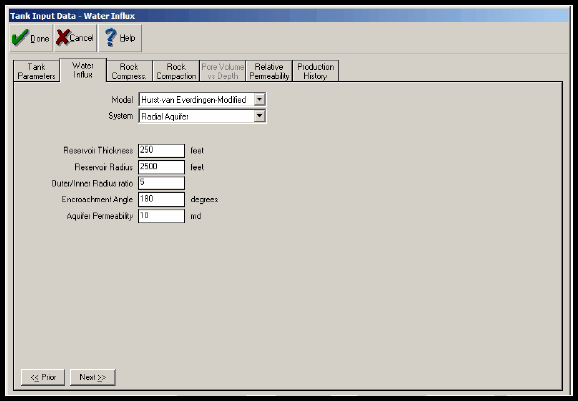 Tank Input Data - Water Influx
Done Cancel Help
Tank Parameters
Water Influx
Rock Compress.
Rock Compaction
Pore Volume vs Depth
Relative Permeability
Production History
Model Hurst-van Everdingen-Modified
System Radial Aquifer
Reservoir Thickness 250 feet
Reservoir Radius 2500 feet
Outer/Inner Radius ratio 5
Encroachment Angle 180 degrees
Aquifer Permeability 10 md
<< Prior Next >>